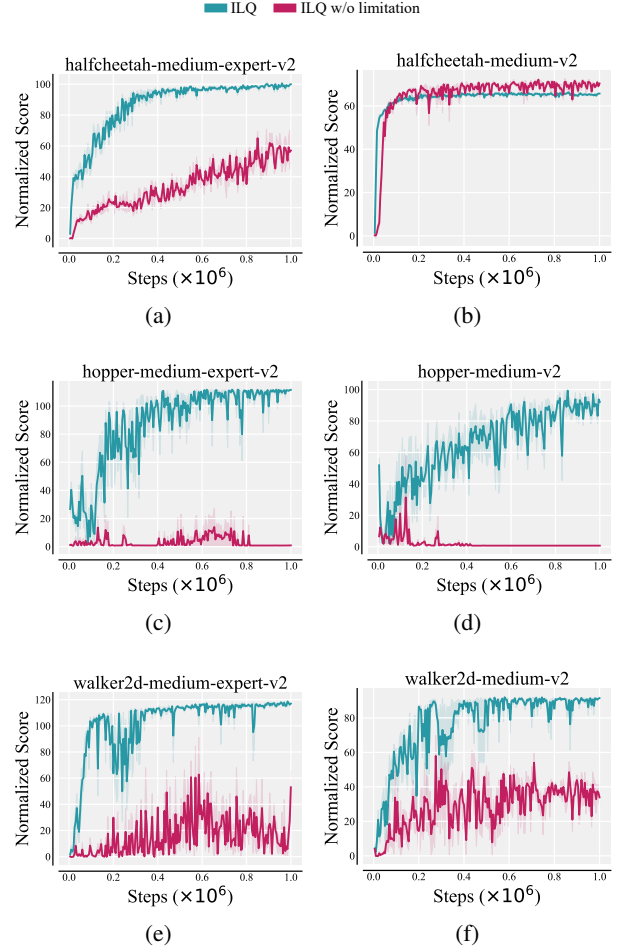 ILQ ILQ w/o limitation
halfcheetah-medium-expert-v2
Normalized Score
100
80
60
40
20
0
0.0 0.2 0.4 0.6 0.8 1.0
Steps (×10⁶)
(a)
halfcheetah-medium-v2
Normalized Score
60
40
20
0
0.0 0.2 0.4 0.6 0.8 1.0
Steps (×10⁶)
(b)
hopper-medium-expert-v2
Normalized Score
100
80
60
40
20
0
0.0 0.2 0.4 0.6 0.8 1.0
Steps (×10⁶)
(c)
hopper-medium-v2
Normalized Score
100
80
60
40
20
0
0.0 0.2 0.4 0.6 0.8 1.0
Steps (×10⁶)
(d)
walker2d-medium-expert-v2
Normalized Score
120
100
80
60
40
20
0
0.0 0.2 0.4 0.6 0.8 1.0
Steps (×10⁶)
(e)
walker2d-medium-v2
Normalized Score
80
60
40
20
0
0.0 0.2 0.4 0.6 0.8 1.0
Steps (×10⁶)
(f)